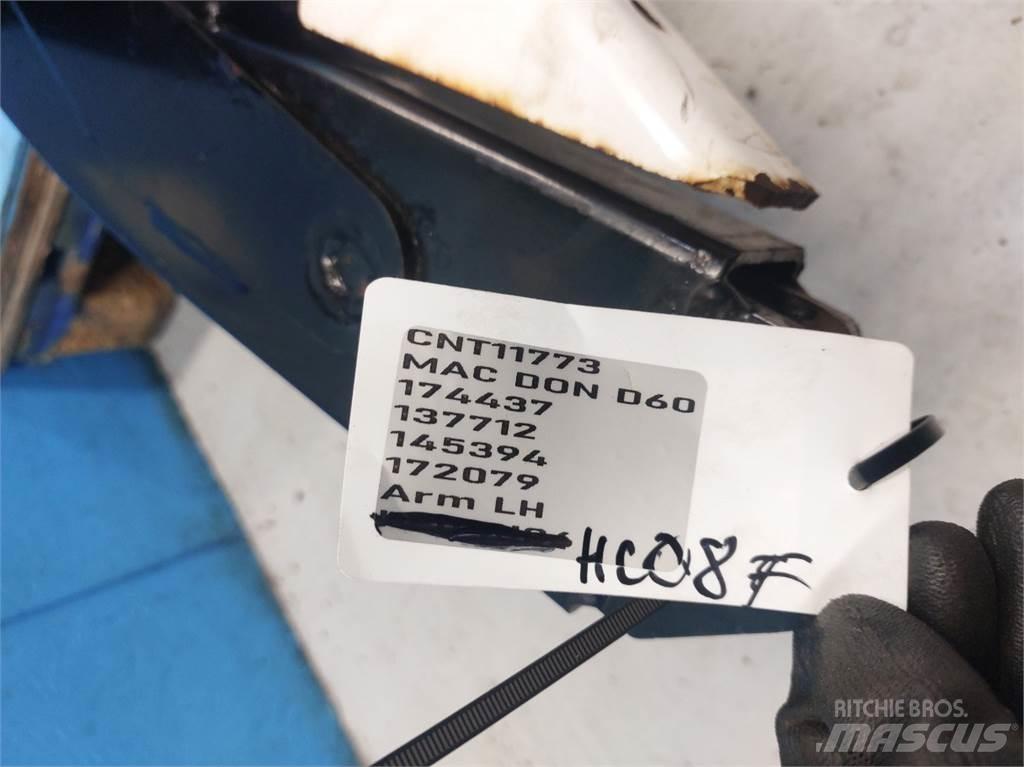 CNT11773
MAC DON D60
174437
137712
145394
172079
Arm LH
HC08F
RITCHIE BROS.
MASCUS